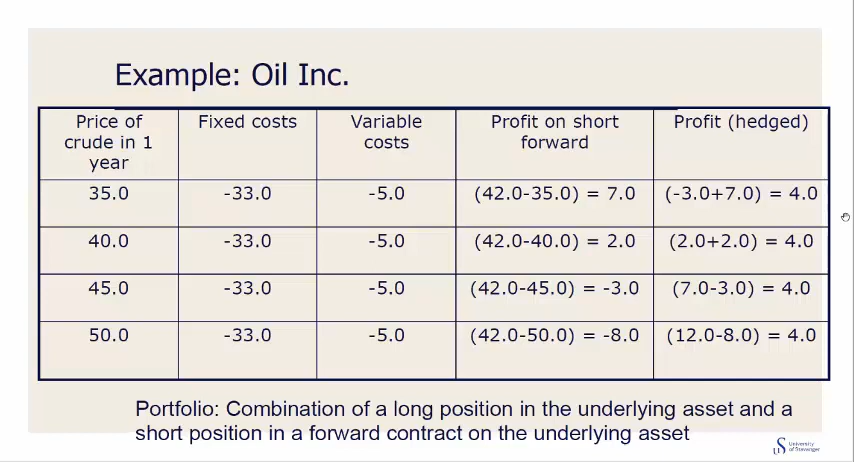 Example: Oil Inc.
Price of crude in 1 year Fixed costs Variable costs Profit on short forward Profit (hedged)
35.0 -33.0 -5.0 (42.0-35.0) = 7.0 (-3.0+7.0) = 4.0
40.0 -33.0 -5.0 (42.0-40.0) = 2.0 (2.0+2.0) = 4.0
45.0 -33.0 -5.0 (42.0-45.0) = -3.0 (7.0-3.0) = 4.0
50.0 -33.0 -5.0 (42.0-50.0) = -8.0 (12.0-8.0) = 4.0
Portfolio: Combination of a long position in the underlying asset and a
short position in a forward contract on the underlying asset
University
of Stavanger